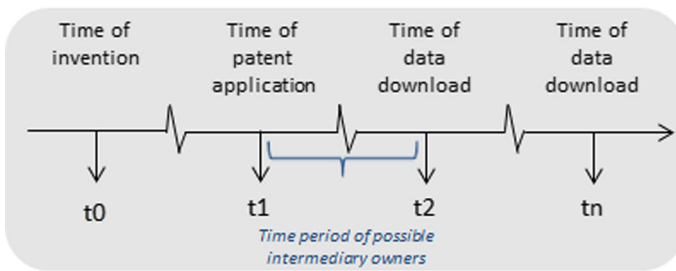 Time of
invention
Time of
patent
application
Time of
data
download
Time of
data
download
t0
t1
t2
tn
Time period of possible
intermediary owners